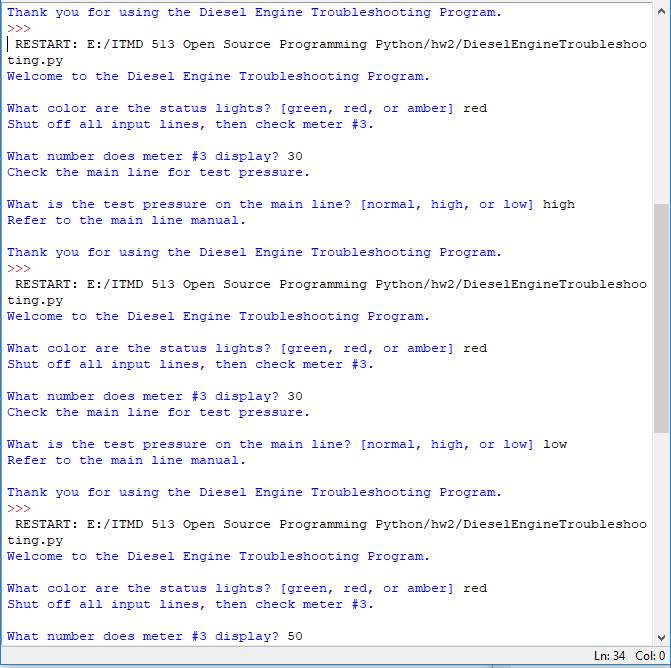 Thank you for using the Diesel Engine Troubleshooting Program.
>>>
 RESTART: E:/ITMD 513 Open Source Programming Python/hw2/DieselEngineTroubleshoo
ting.py
Welcome to the Diesel Engine Troubleshooting Program.

What color are the status lights? [green, red, or amber] red
Shut off all input lines, then check meter #3.

What number does meter #3 display? 30
Check the main line for test pressure.

What is the test pressure on the main line? [normal, high, or low] high
Refer to the main line manual.

Thank you for using the Diesel Engine Troubleshooting Program.
>>>
 RESTART: E:/ITMD 513 Open Source Programming Python/hw2/DieselEngineTroubleshoo
ting.py
Welcome to the Diesel Engine Troubleshooting Program.

What color are the status lights? [green, red, or amber] red
Shut off all input lines, then check meter #3.

What number does meter #3 display? 30
Check the main line for test pressure.

What is the test pressure on the main line? [normal, high, or low] low
Refer to the main line manual.

Thank you for using the Diesel Engine Troubleshooting Program.
>>>
 RESTART: E:/ITMD 513 Open Source Programming Python/hw2/DieselEngineTroubleshoo
ting.py
Welcome to the Diesel Engine Troubleshooting Program.

What color are the status lights? [green, red, or amber] red
Shut off all input lines, then check meter #3.

What number does meter #3 display? 50
Ln: 34 Col: 0